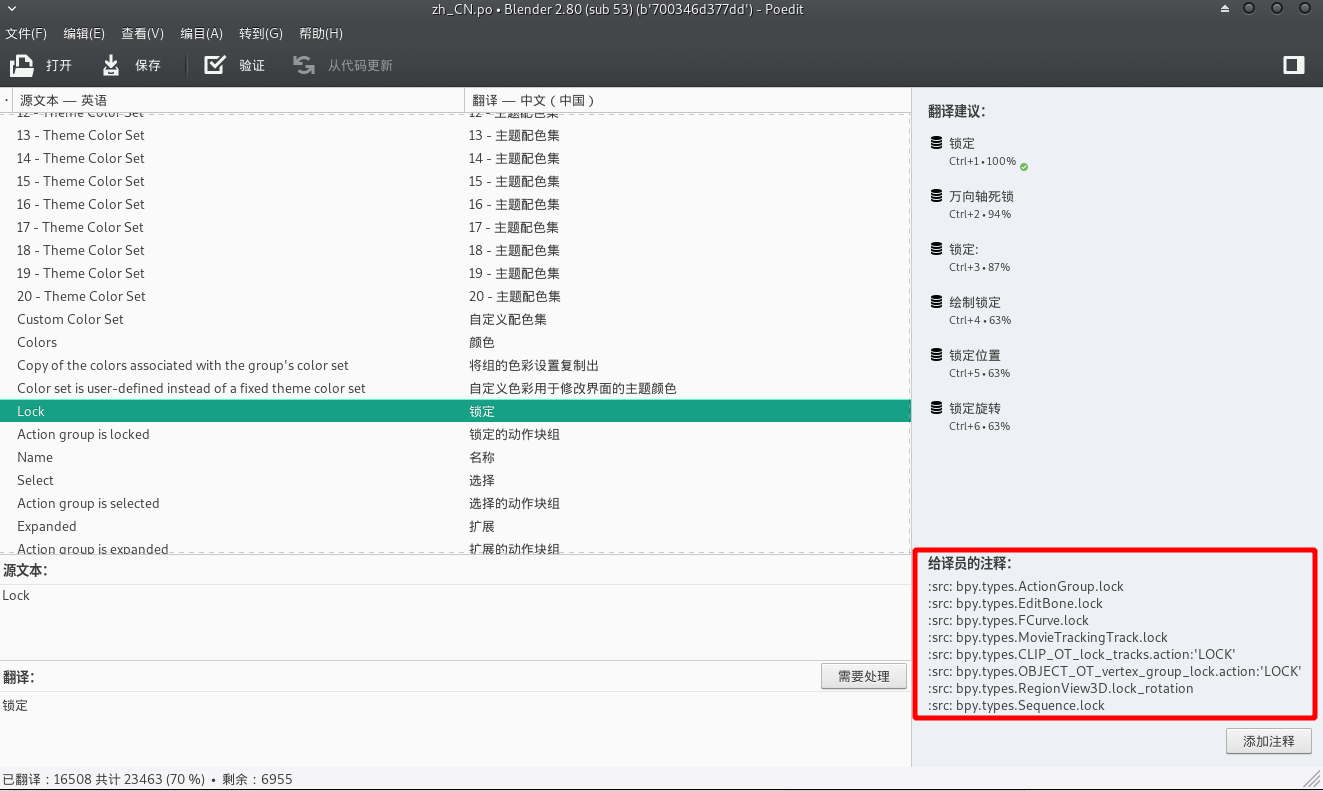 zh_CN.po • Blender 2.80 (sub 53) (b'700346d377dd') - Poedit
文件(F) 编辑(E) 查看(V) 编目(A) 转到(G) 帮助(H)
打开 保存 验证 从代码更新
源文本 — 英语 翻译 — 中文 ( 中国 )
12 - Theme Color Set 12 - 主题配色集
13 - Theme Color Set 13 - 主题配色集
14 - Theme Color Set 14 - 主题配色集
15 - Theme Color Set 15 - 主题配色集
16 - Theme Color Set 16 - 主题配色集
17 - Theme Color Set 17 - 主题配色集
18 - Theme Color Set 18 - 主题配色集
19 - Theme Color Set 19 - 主题配色集
20 - Theme Color Set 20 - 主题配色集
Custom Color Set 自定义配色集
Colors 颜色
Copy of the colors associated with the group's color set 将组的色彩设置复制出
Color set is user-defined instead of a fixed theme color set 自定义色彩用于修改界面的主题颜色
Lock 锁定
Action group is locked 锁定的动作块组
Name 名称
Select 选择
Action group is selected 选择的动作块组
Expanded 扩展
Action group is expanded 扩展的动作块组
源文本：
Lock
翻译： 需要处理
锁定
已翻译：16508 共计 23463 (70 %) • 剩余：6955
翻译建议：
锁定
Ctrl+1 • 100%
万向轴死锁
Ctrl+2 • 94%
锁定:
Ctrl+3 • 87%
绘制锁定
Ctrl+4 • 63%
锁定位置
Ctrl+5 • 63%
锁定旋转
Ctrl+6 • 63%
给译员的注释：
:src: bpy.types.ActionGroup.lock
:src: bpy.types.EditBone.lock
:src: bpy.types.FCurve.lock
:src: bpy.types.MovieTrackingTrack.lock
:src: bpy.types.CLIP_OT_lock_tracks.action:'LOCK'
:src: bpy.types.OBJECT_OT_vertex_group_lock.action:'LOCK'
:src: bpy.types.RegionView3D.lock_rotation
:src: bpy.types.Sequence.lock
添加注释